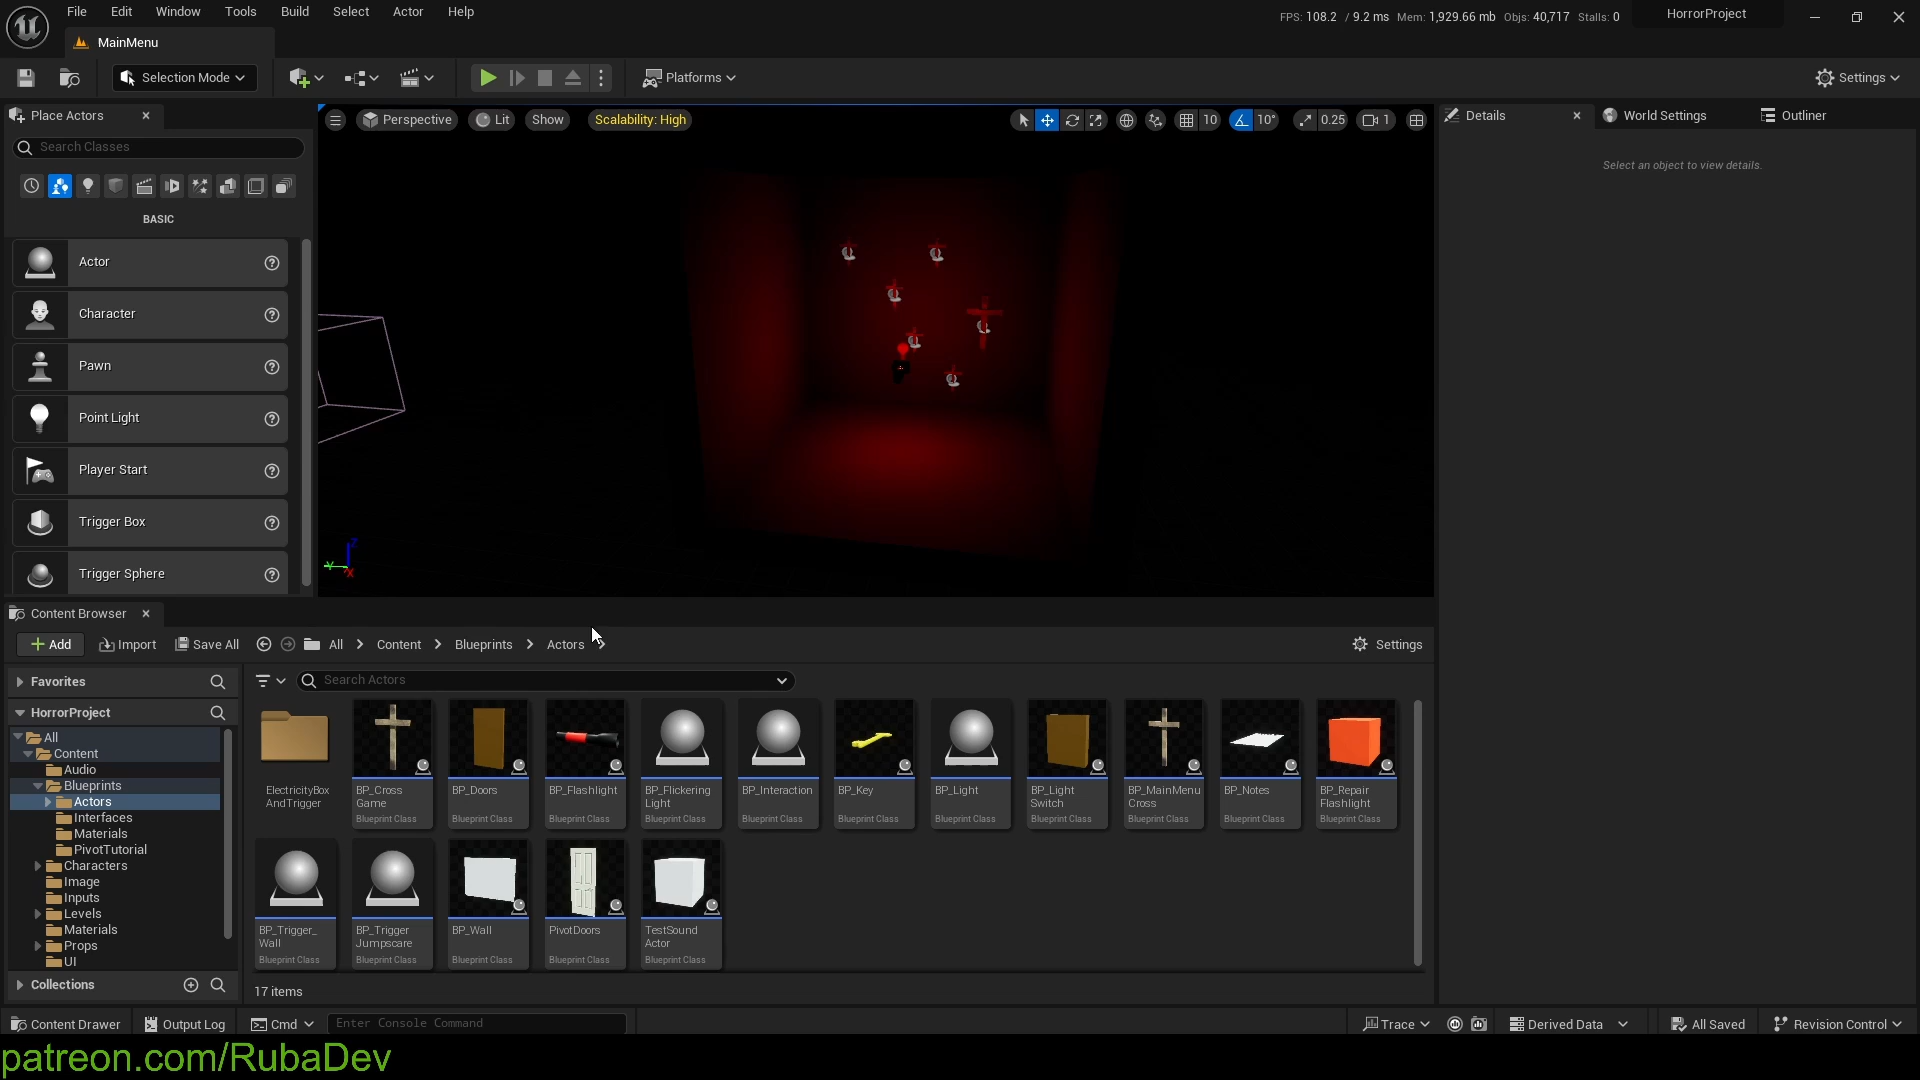 File Edit Window Tools Build Select Actor Help
FPS: 108.2 / 9.2 ms Mem: 1,929.66 mb Objs: 40,717 Stalls: 0
HorrorProject
MainMenu
Selection Mode
Platforms
Settings
Place Actors
Search Classes
BASIC
Actor
Character
Pawn
Point Light
Player Start
Trigger Box
Trigger Sphere
Perspective Lit Show Scalability: High
10 10° 0.25 1
Z
Y
X
Details World Settings Outliner
Select an object to view details.
Content Browser
Add Import Save All All Content Blueprints Actors Settings
Favorites
HorrorProject
All
Content
Audio
Blueprints
Actors
Interfaces
Materials
PivotTutorial
Characters
Image
Inputs
Levels
Materials
Props
UI
Collections
Search Actors
ElectricityBox
AndTrigger
BP_Cross
Game
Blueprint Class
BP_Doors
Blueprint Class
BP_Flashlight
Blueprint Class
BP_Flickering
Light
Blueprint Class
BP_Interaction
Blueprint Class
BP_Key
Blueprint Class
BP_Light
Blueprint Class
BP_Light
Switch
Blueprint Class
BP_MainMenu
Cross
Blueprint Class
BP_Notes
Blueprint Class
BP_Repair
Flashlight
Blueprint Class
BP_Trigger_
Wall
Blueprint Class
BP_Trigger
Jumpscare
Blueprint Class
BP_Wall
Blueprint Class
PivotDoors
Blueprint Class
TestSound
Actor
Blueprint Class
17 items
Content Drawer Output Log Cmd Enter Console Command
Trace Derived Data All Saved Revision Control
patreon.com/RubaDev